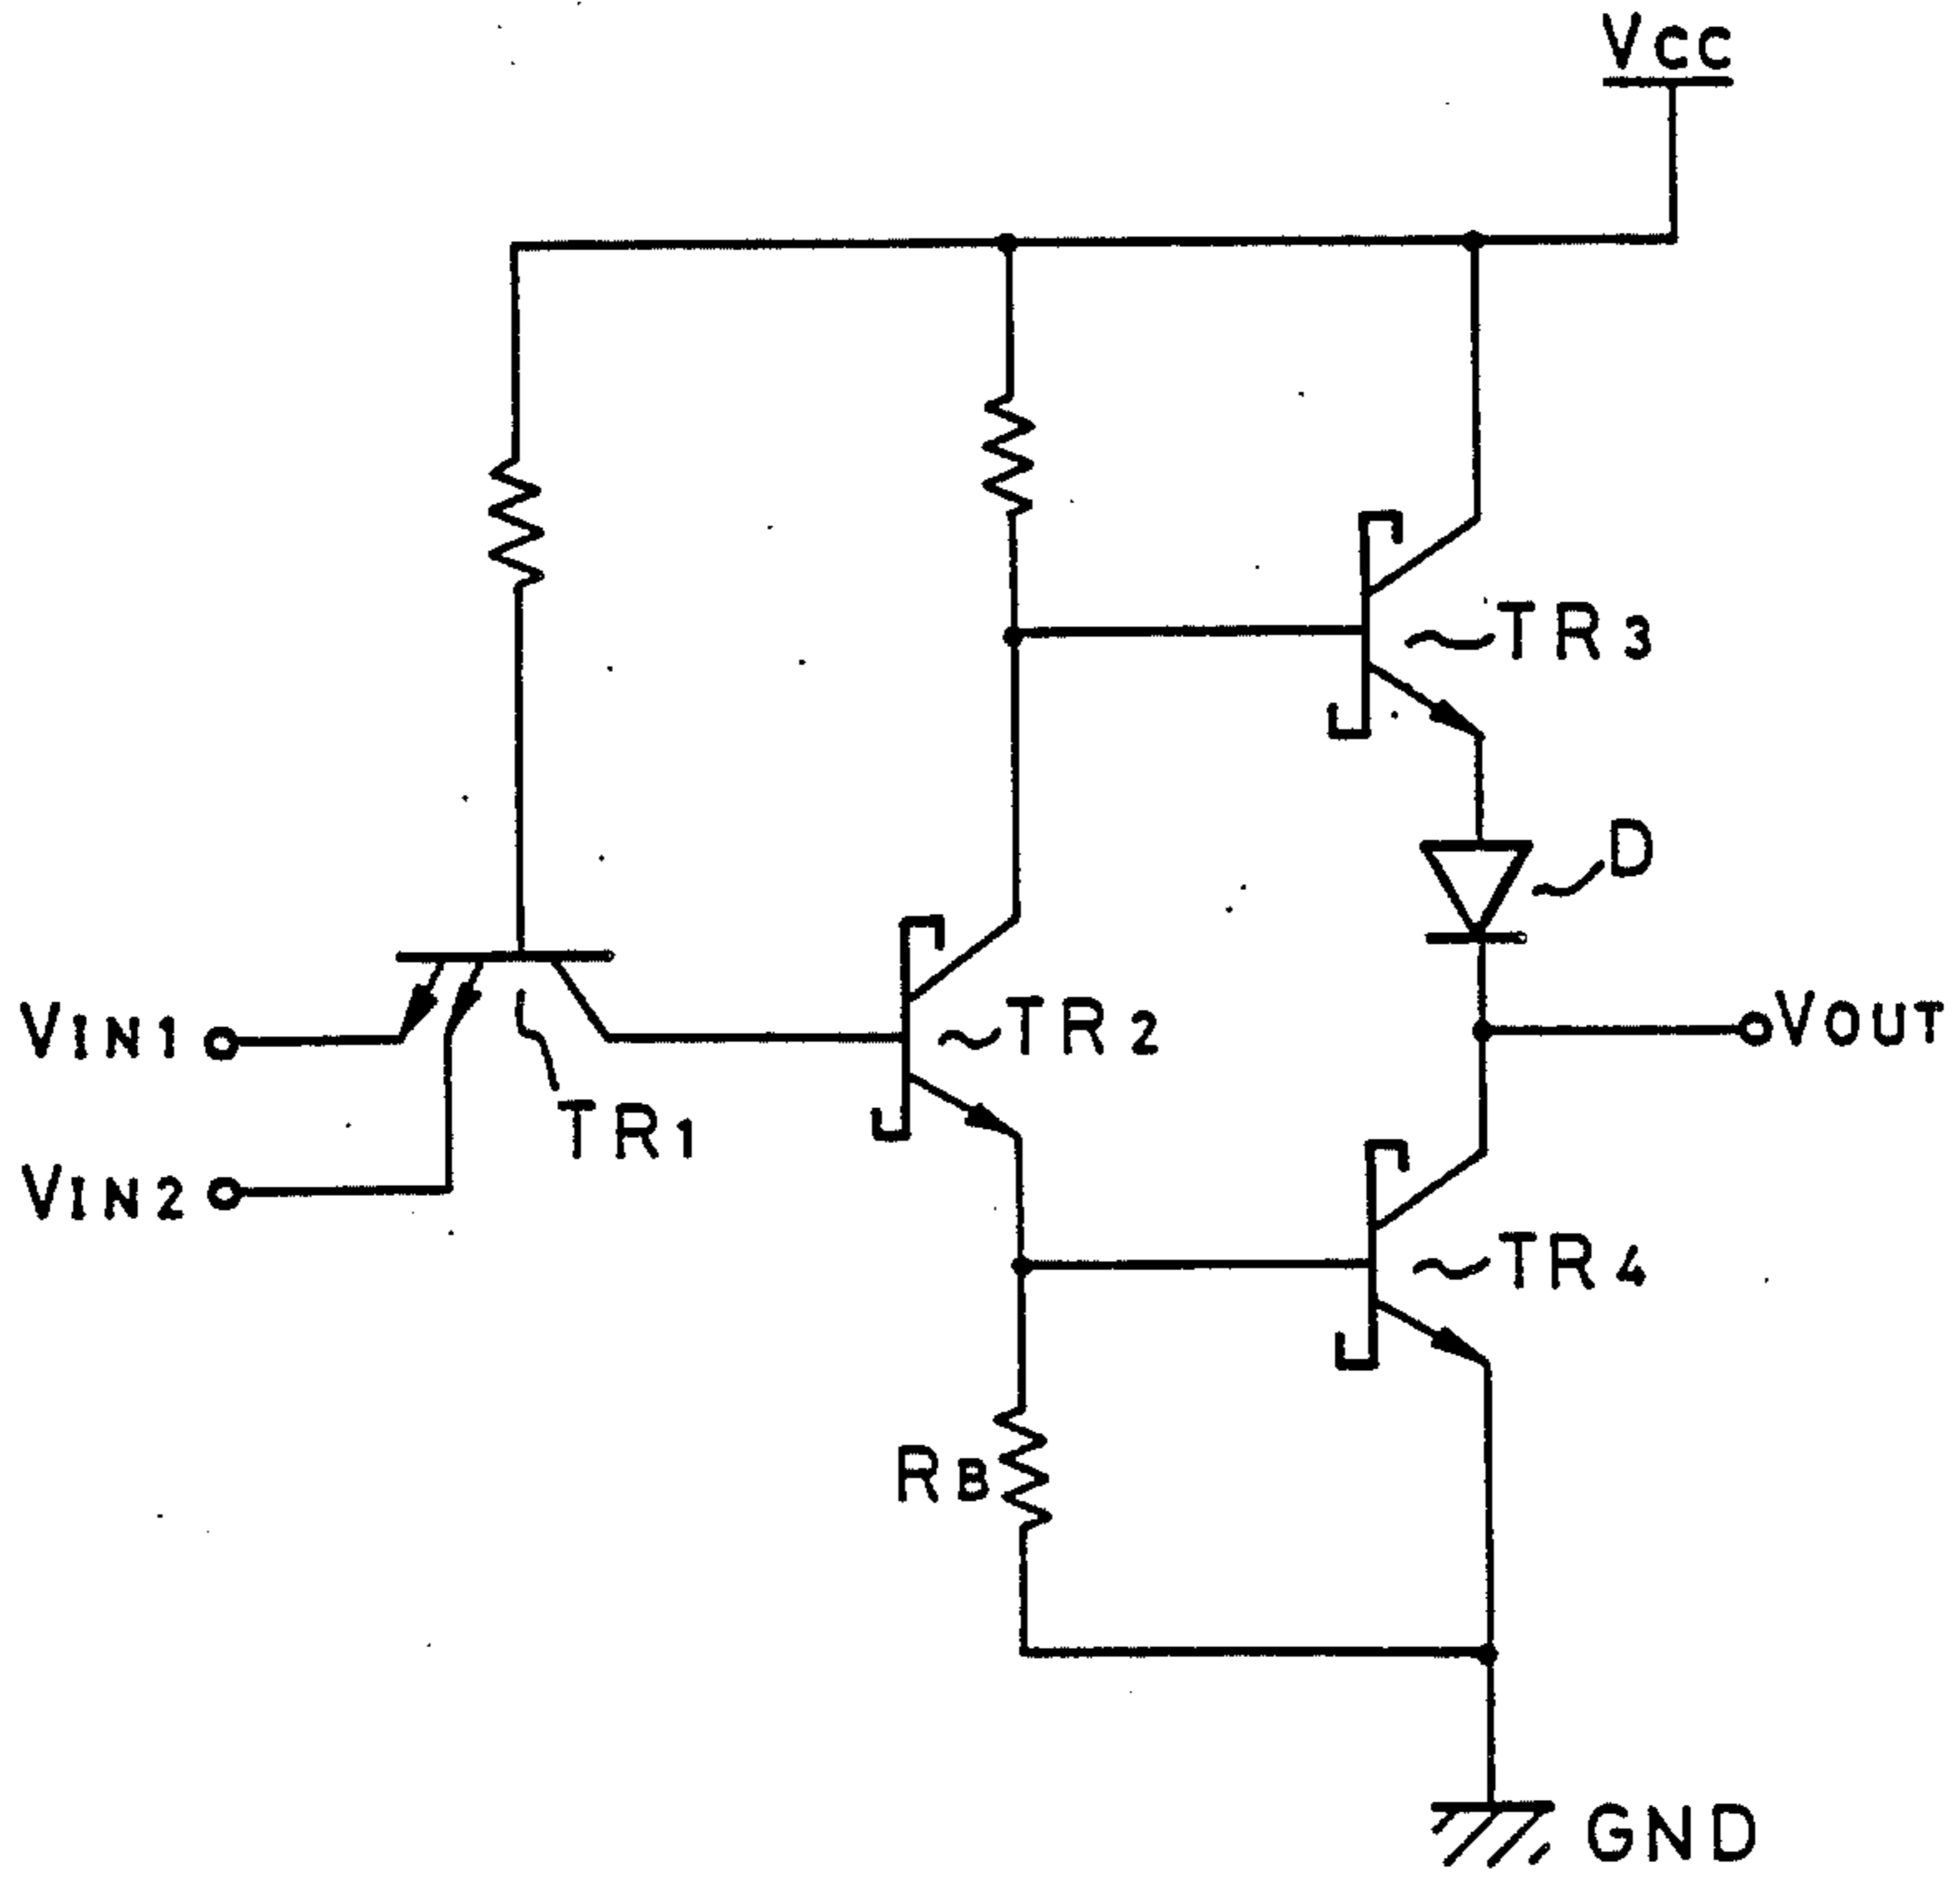 VCC
TR3
D
VIN1
TR2
VOUT
TR1
VIN2
TR4
RB
GND